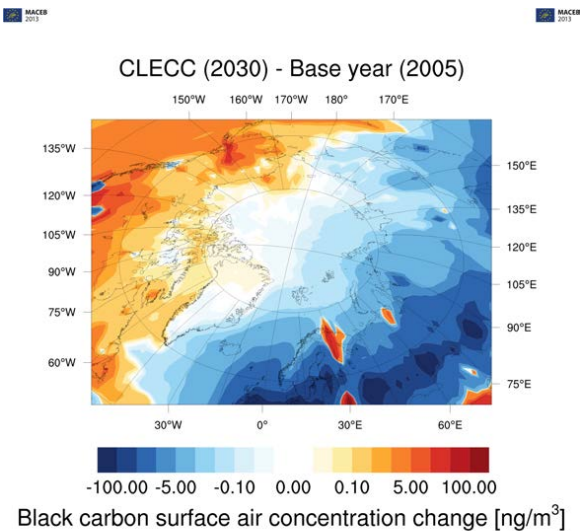 MACEB
2013
MACEB
2013
CLECC (2030) - Base year (2005)
150°W 160°W 170°W 180° 170°E
135°W
150°E
120°W
135°E
105°W
120°E
90°W
105°E
75°W
90°E
60°W
75°E
30°W 0° 30°E 60°E
-100.00 -5.00 -0.10 0.00 0.10 5.00 100.00
Black carbon surface air concentration change [ng/m³]